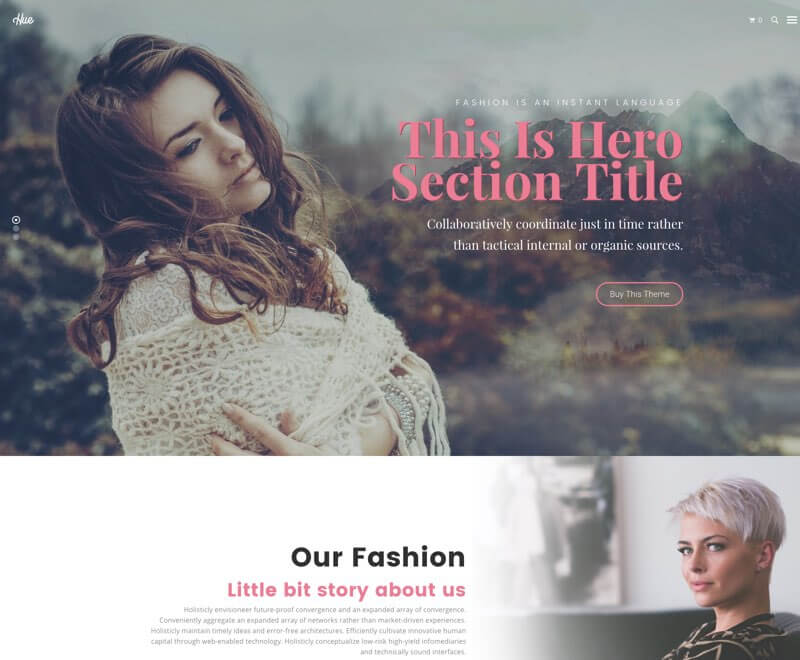 Hue
0
FASHION IS AN INSTANT LANGUAGE
This Is Hero
Section Title
Collaboratively coordinate just in time rather
than tactical internal or organic sources.
Buy This Theme
Our Fashion
Little bit story about us
Holisticly envisioneer future-proof convergence and an expanded array of convergence.
Conveniently aggregate an expanded array of networks rather than market-driven experiences.
Holisticly maintain timely ideas and error-free architectures. Efficiently cultivate innovative human
capital through web-enabled technology. Holisticly conceptualize low-risk high-yield infomediaries
and technically sound interfaces.